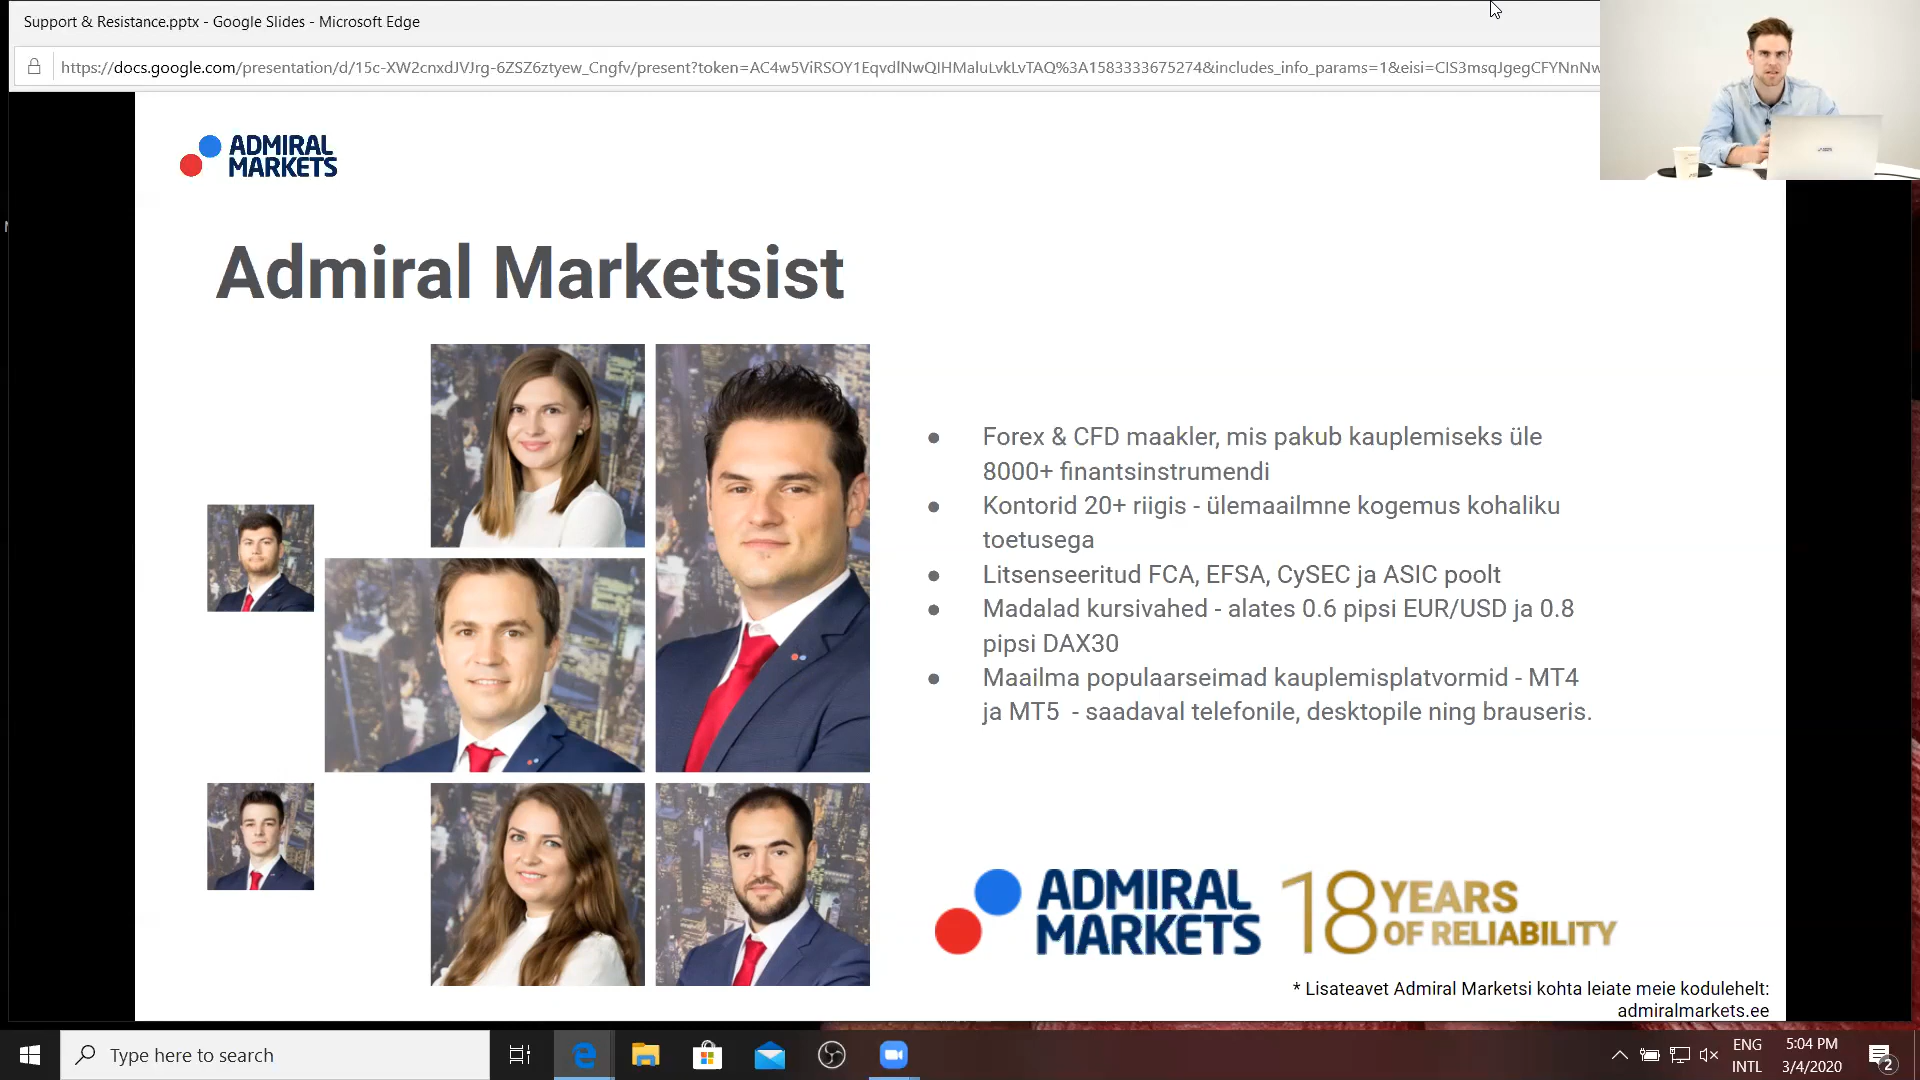 Support & Resistance.pptx - Google Slides - Microsoft Edge
https://docs.google.com/presentation/d/15c-XW2cnxdJVJrg-6ZSZ6ztyew_Cngfv/present?token=AC4w5ViRSOY1EqvdlNwQIHMaluLvkLvTAQ%3A1583333675274&includes_info_params=1&eisi=CIS3msqJgegCFYNnNw
ADMIRAL
MARKETS
Admiral Marketsist
● Forex & CFD maakler, mis pakub kauplemiseks üle
8000+ finantsinstrumendi
● Kontorid 20+ riigis - ülemaailmne kogemus kohaliku
toetusega
● Litsenseeritud FCA, EFSA, CySEC ja ASIC poolt
● Madalad kursivahed - alates 0.6 pipsi EUR/USD ja 0.8
pipsi DAX30
● Maailma populaarseimad kauplemisplatvormid - MT4
ja MT5 - saadaval telefonile, desktopile ning brauseris.
ADMIRAL
MARKETS
18 YEARS
OF RELIABILITY
* Lisateavet Admiral Marketsi kohta leiate meie kodulehelt:
admiralmarkets.ee
Type here to search
ENG
INTL
5:04 PM
3/4/2020
2